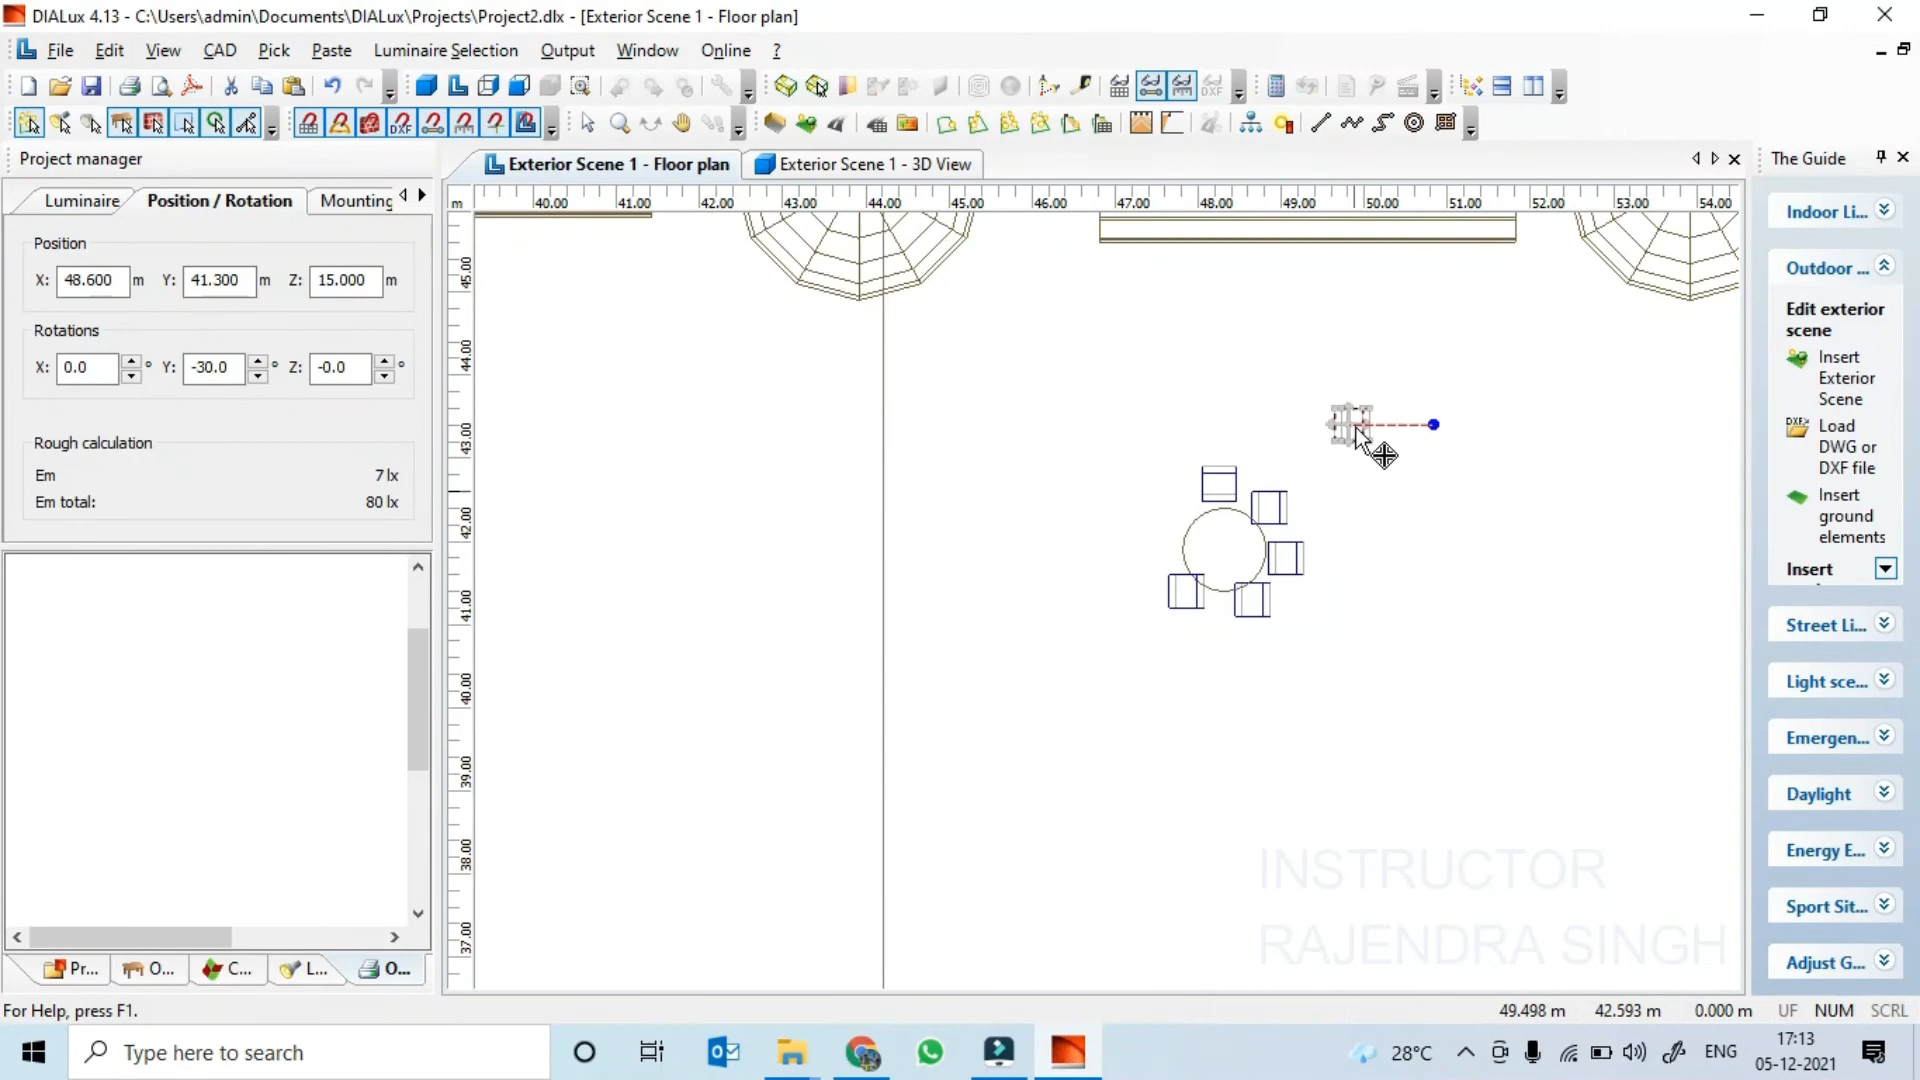 DIALux 4.13 - C:\Users\admin\Documents\DIALux\Projects\Project2.dlx - [Exterior Scene 1 - Floor plan]
File Edit View CAD Pick Paste Luminaire Selection Output Window Online ?
Project manager
Exterior Scene 1 - Floor plan Exterior Scene 1 - 3D View
The Guide
Luminaire Position / Rotation Mounting
m 40.00 41.00 42.00 43.00 44.00 45.00 46.00 47.00 48.00 49.00 50.00 51.00 52.00 53.00 54.00
Position
X: 48.600 m Y: 41.300 m Z: 15.000 m
Rotations
X: 0.0 ° Y: -30.0 ° Z: -0.0 °
Rough calculation
Em 7 lx
Em total: 80 lx
45.00
44.00
43.00
42.00
41.00
40.00
39.00
38.00
37.00
Indoor Li...
Outdoor ...
Edit exterior
scene
Insert
Exterior
Scene
Load
DWG or
DXF file
Insert
ground
elements
Insert
Street Li...
Light sce...
Emergen...
Daylight
Energy E...
Sport Sit...
Adjust G...
INSTRUCTOR
RAJENDRA SINGH
Pr... O... C... L... O...
For Help, press F1.
49.498 m 42.593 m 0.000 m UF NUM SCRL
Type here to search
28°C ENG
17:13
05-12-2021